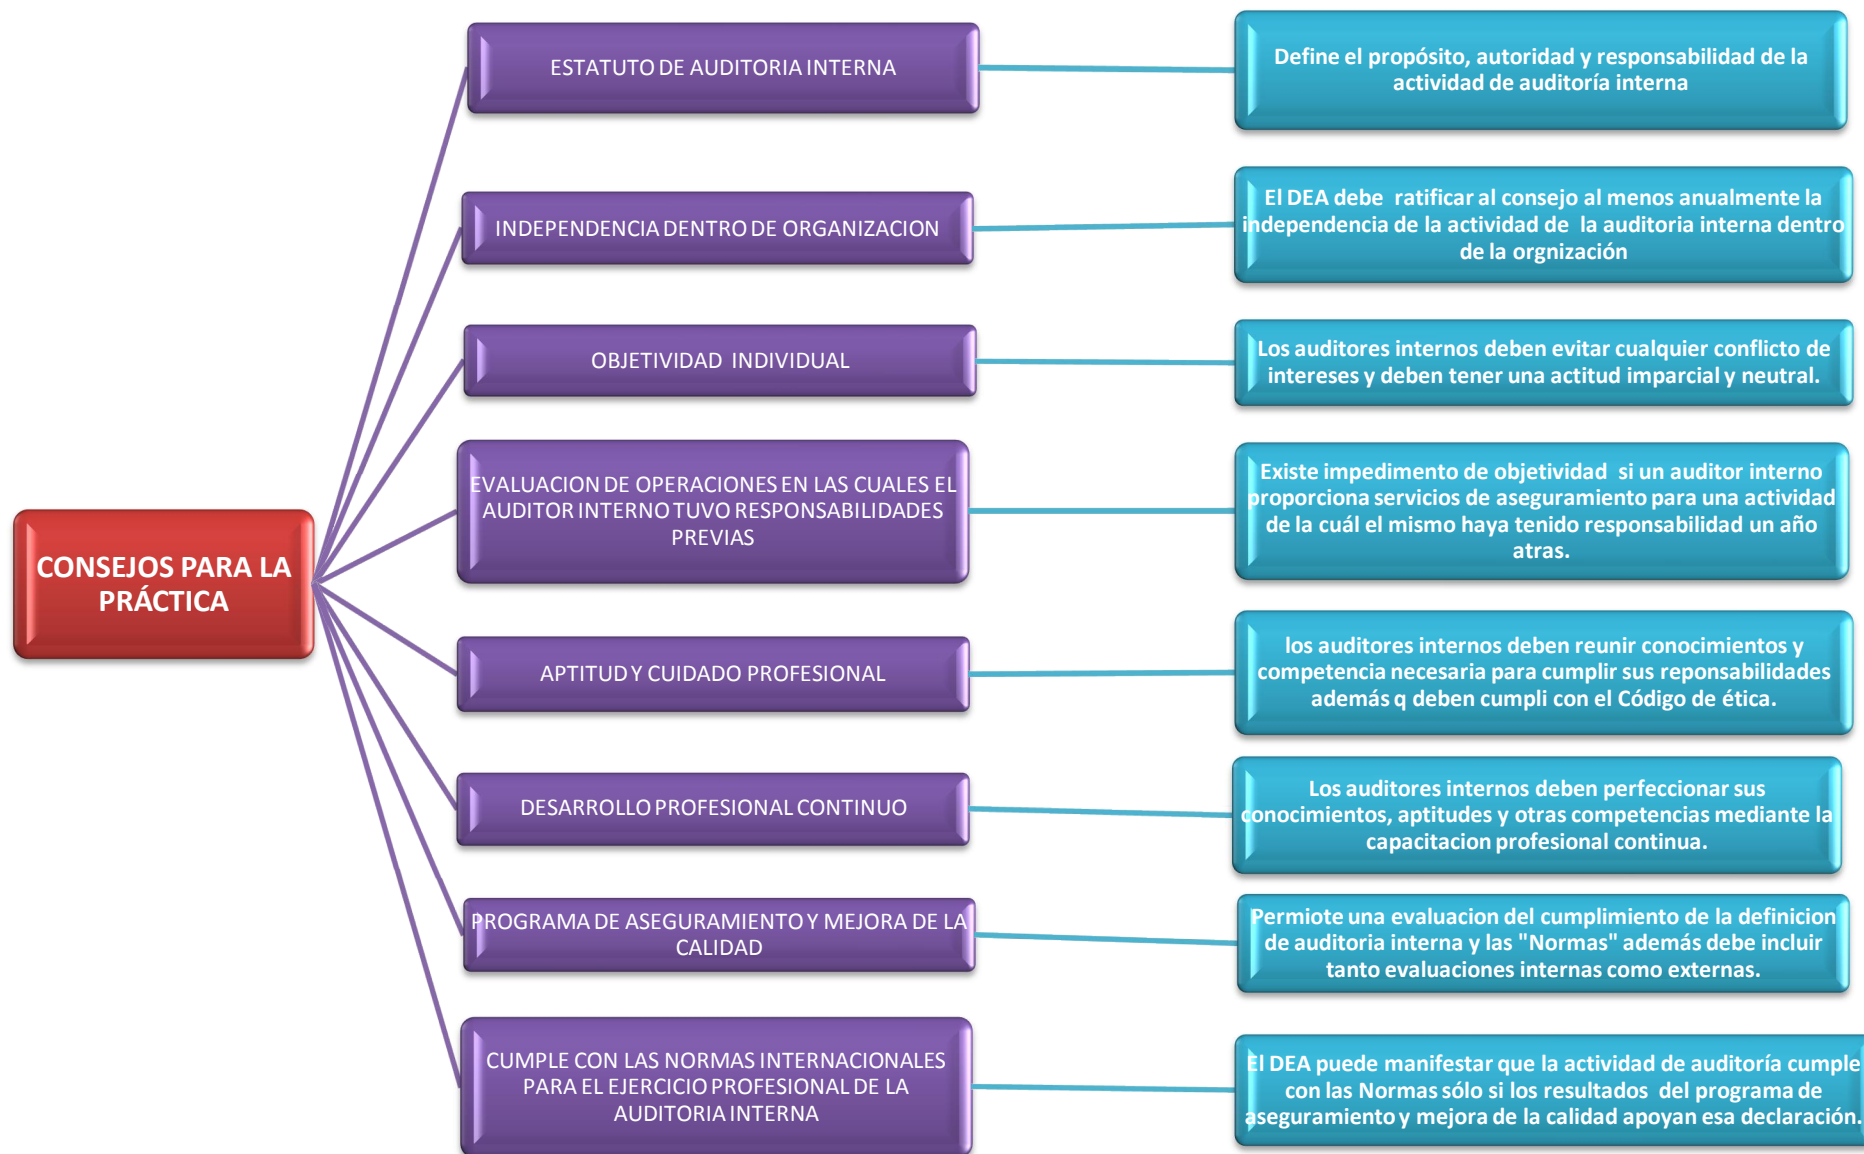 ESTATUTO DE AUDITORIA INTERNA
Define el propósito, autoridad y responsabilidad de la
actividad de auditoría interna
INDEPENDENCIA DENTRO DE ORGANIZACION
El DEA debe ratificar al consejo al menos anualmente la
independencia de la actividad de la auditoria interna dentro
de la orgnización
OBJETIVIDAD INDIVIDUAL
Los auditores internos deben evitar cualquier conflicto de
intereses y deben tener una actitud imparcial y neutral.
EVALUACION DE OPERACIONES EN LAS CUALES EL
AUDITOR INTERNO TUVO RESPONSABILIDADES
PREVIAS
Existe impedimento de objetividad si un auditor interno
proporciona servicios de aseguramiento para una actividad
de la cuál el mismo haya tenido responsabilidad un año
atras.
CONSEJOS PARA LA
PRÁCTICA
APTITUD Y CUIDADO PROFESIONAL
los auditores internos deben reunir conocimientos y
competencia necesaria para cumplir sus reponsabilidades
además q deben cumpli con el Código de ética.
DESARROLLO PROFESIONAL CONTINUO
Los auditores internos deben perfeccionar sus
conocimientos, aptitudes y otras competencias mediante la
capacitacion profesional continua.
PROGRAMA DE ASEGURAMIENTO Y MEJORA DE LA
CALIDAD
Permiote una evaluacion del cumplimiento de la definicion
de auditoria interna y las "Normas" además debe incluir
tanto evaluaciones internas como externas.
CUMPLE CON LAS NORMAS INTERNACIONALES
PARA EL EJERCICIO PROFESIONAL DE LA
AUDITORIA INTERNA
El DEA puede manifestar que la actividad de auditoría cumple
con las Normas sólo si los resultados del programa de
aseguramiento y mejora de la calidad apoyan esa declaración.